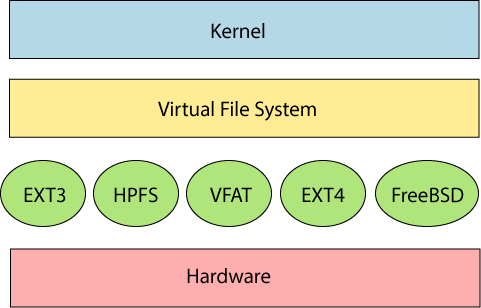 Kernel
Virtual File System
EXT3 HPFS VFAT EXT4 FreeBSD
Hardware